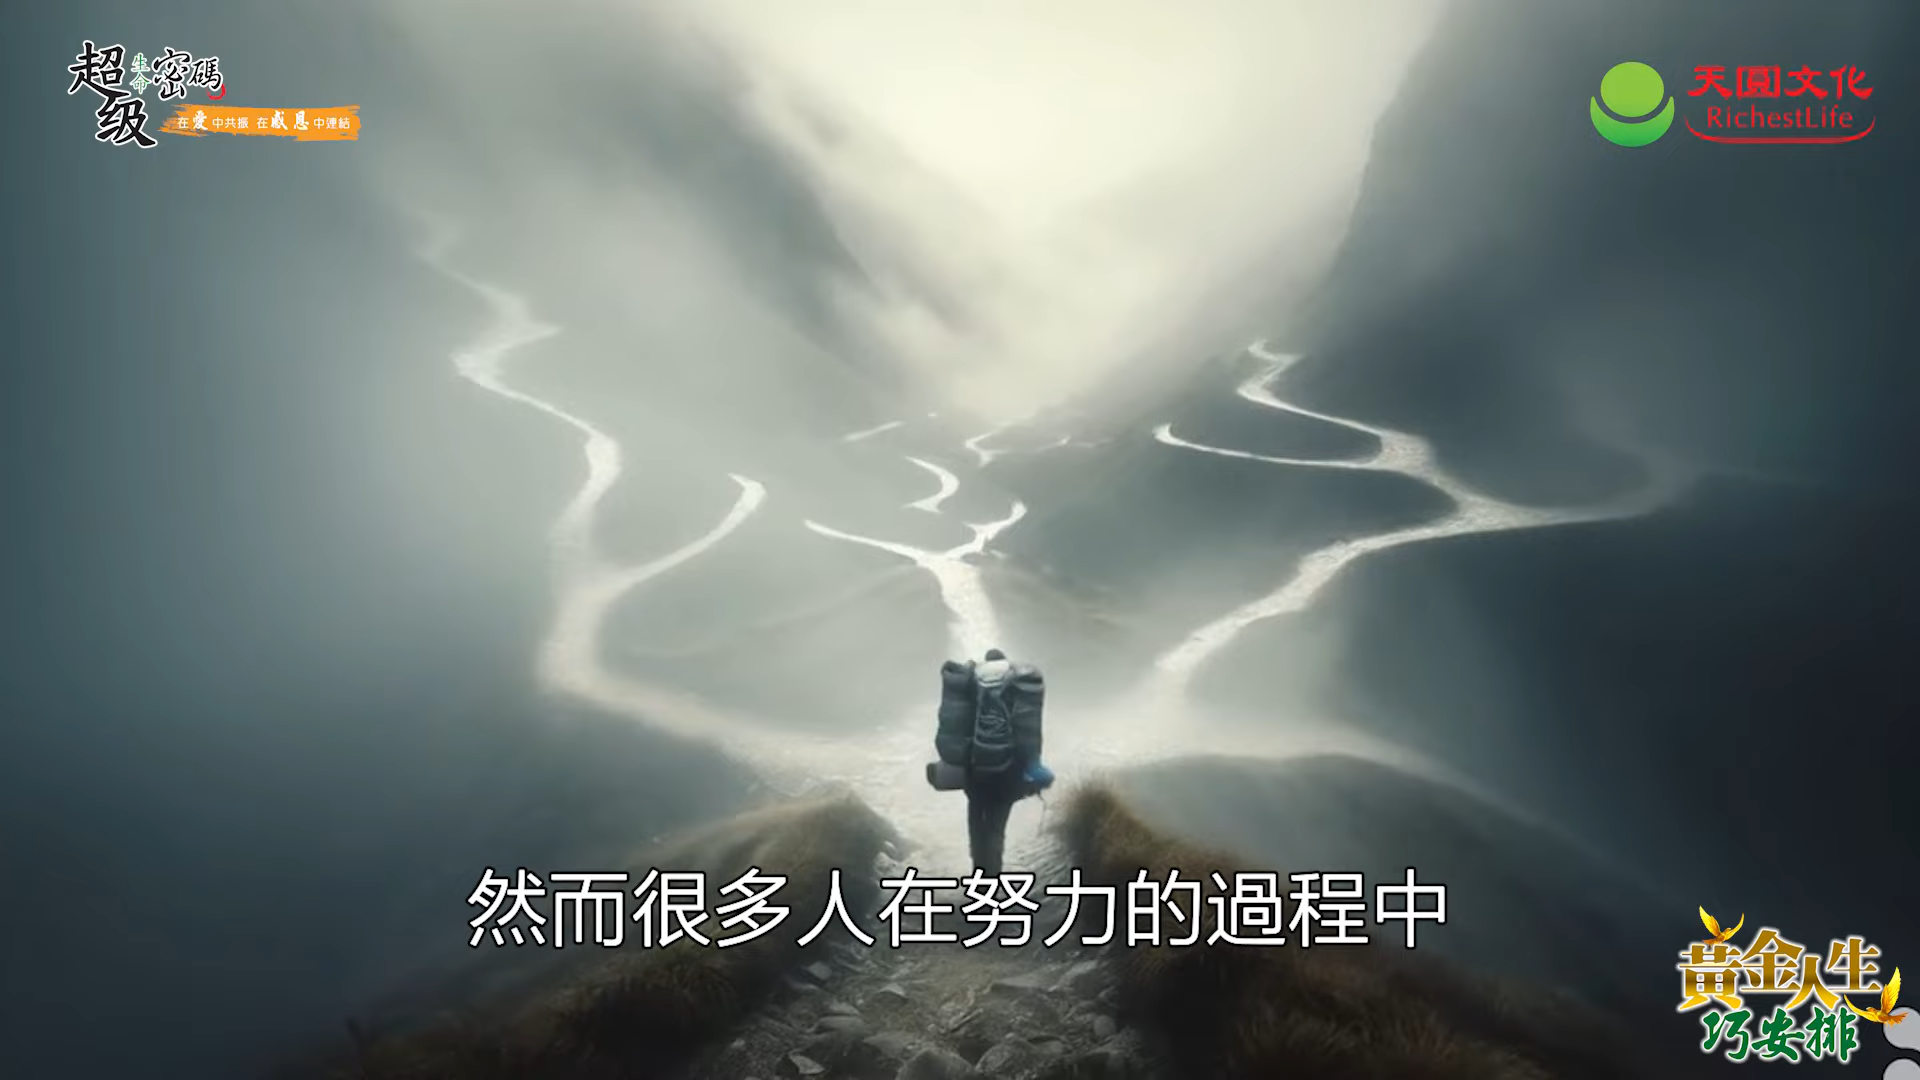 超级生命密碼
在愛中共振 在感恩中連結
天圓文化
RichestLife
然而很多人在努力的過程中
黃金人生
巧安排